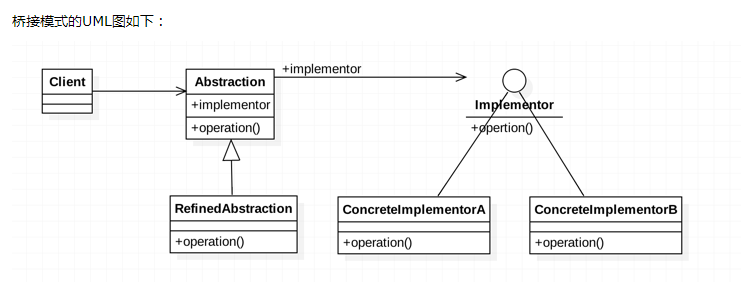 桥接模式的UML图如下：
+implementor
Client
Abstraction
+implementor
+operation()
Implementor
+opertion()
RefinedAbstraction
+operation()
ConcreteImplementorA
+operation()
ConcreteImplementorB
+operation()